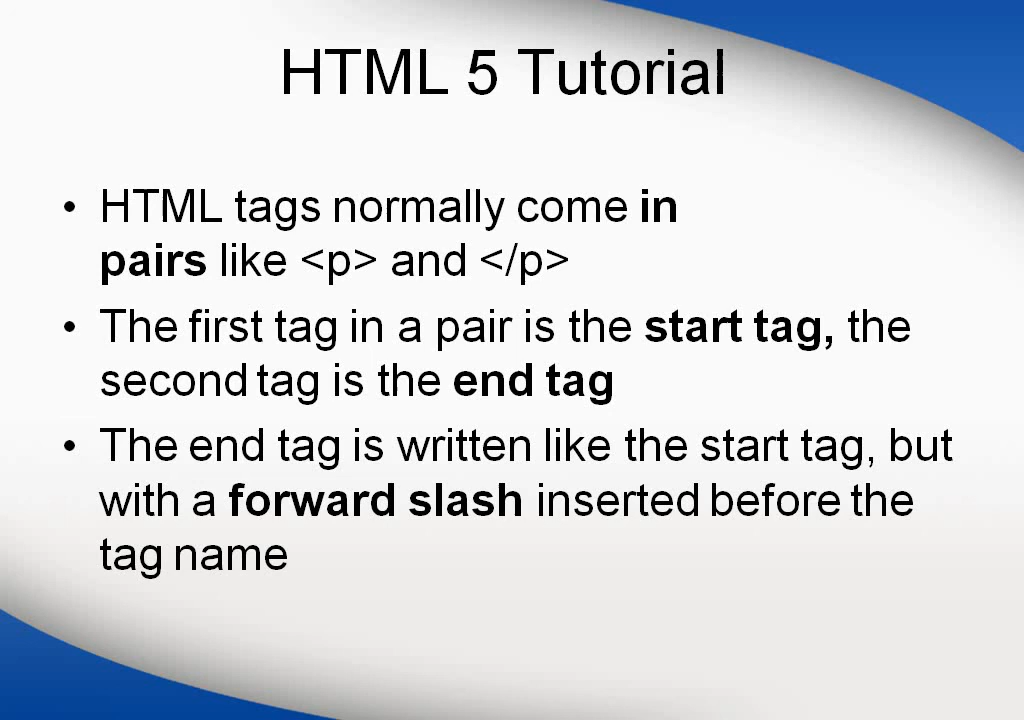 HTML 5 Tutorial
• HTML tags normally come in
pairs like <p> and </p>
• The first tag in a pair is the start tag, the
second tag is the end tag
• The end tag is written like the start tag, but
with a forward slash inserted before the
tag name